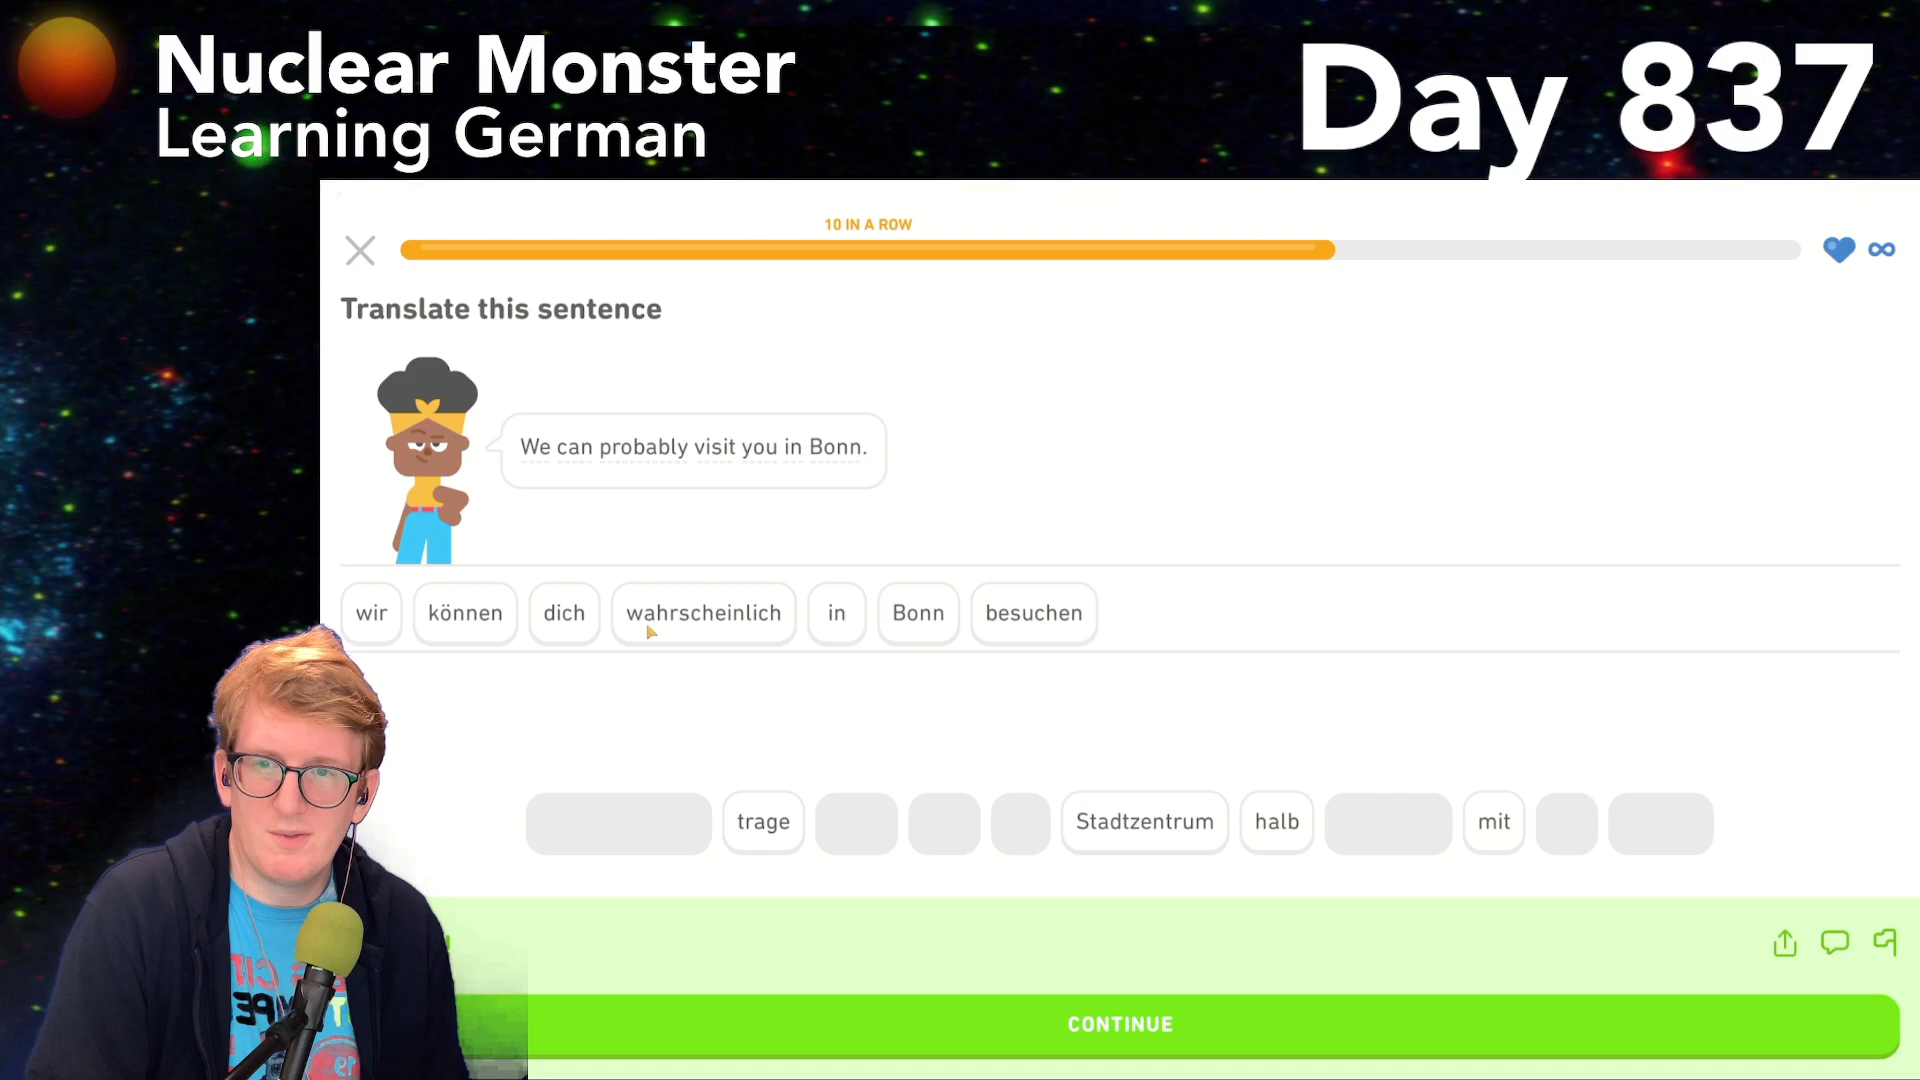 Nuclear Monster
Learning German
Day 837
10 IN A ROW
Translate this sentence
We can probably visit you in Bonn.
wir können dich wahrscheinlich in Bonn besuchen
trage Stadtzentrum halb mit
CONTINUE